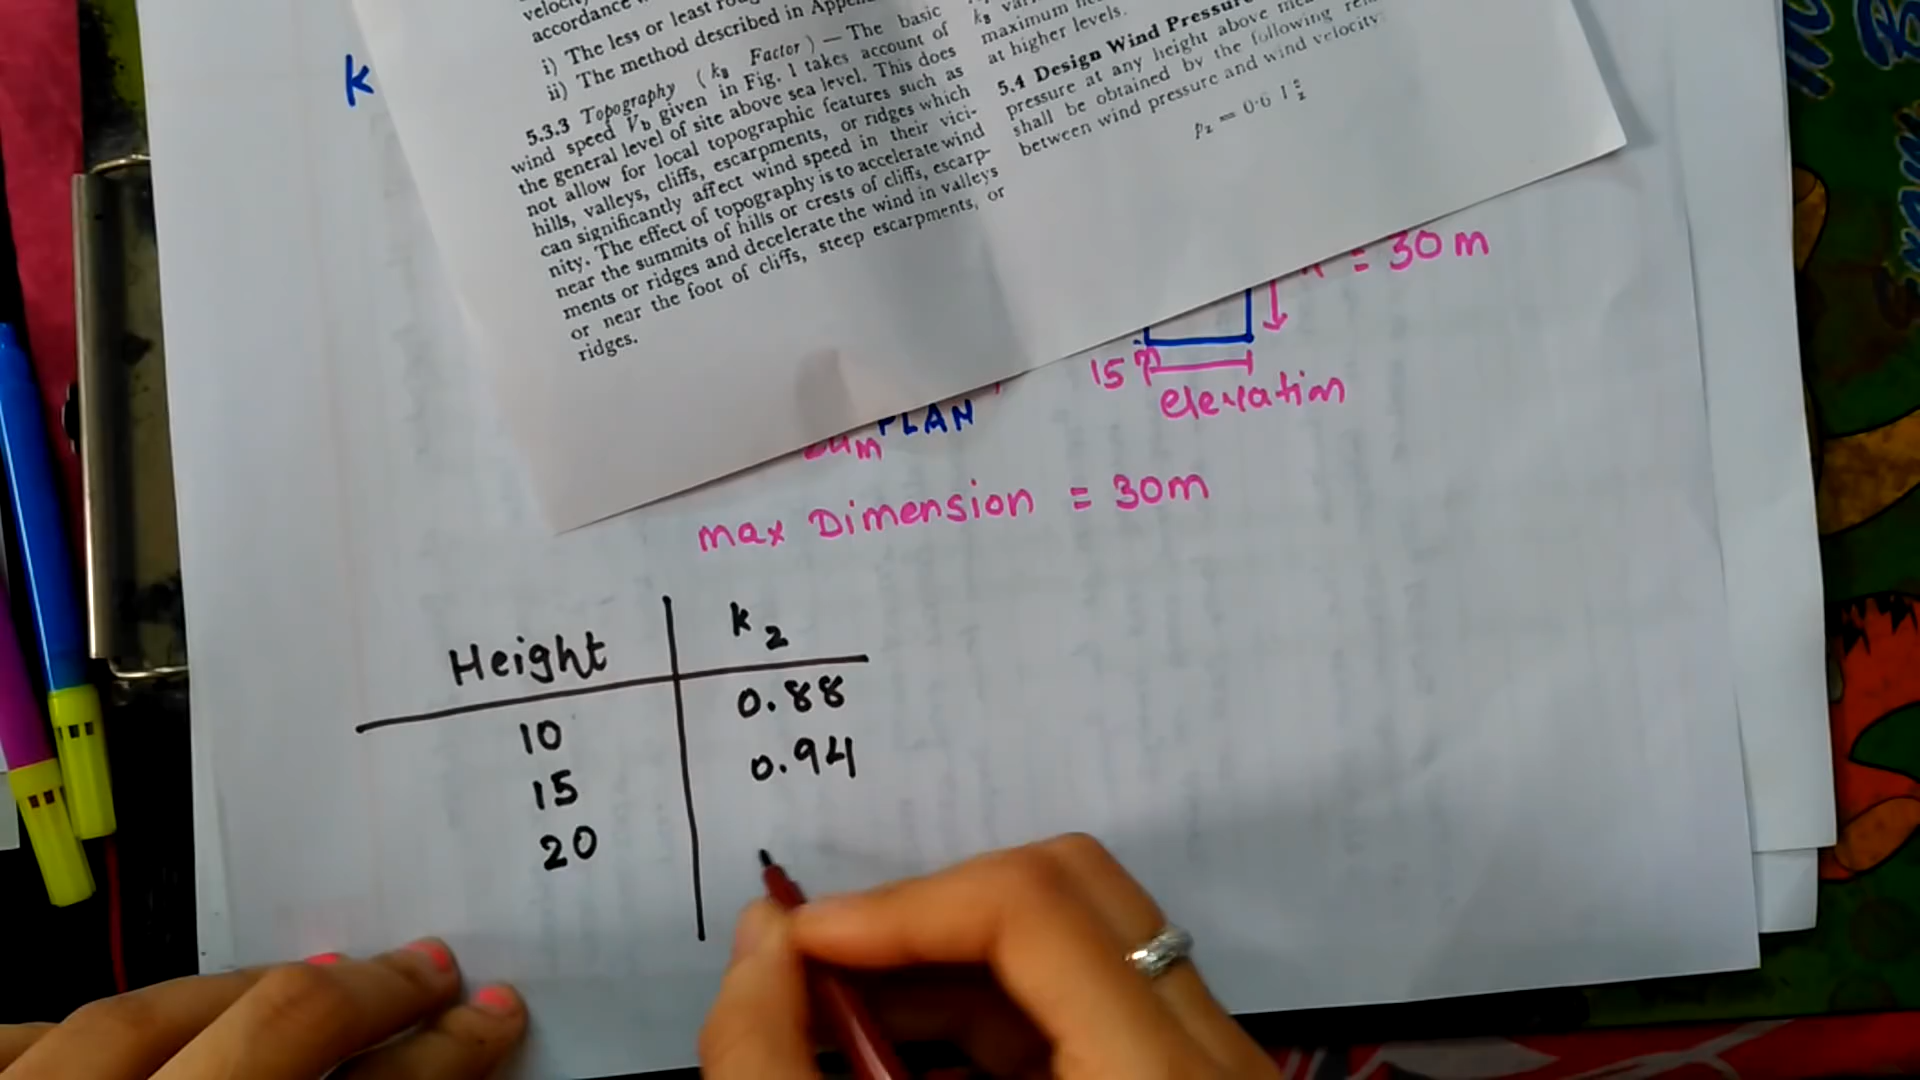 K
accordance
i) The less or least
ii) The method described in
5.3.3 Topography ( k3 Factor ) — The basic
wind speed Vb given in Fig. 1 takes account of
the general level of site above sea level. This does
not allow for local topographic features such as
hills, valleys, cliffs, escarpments, or ridges which
can significantly affect wind speed in their vici-
nity. The effect of topography is to accelerate wind
near the summits of hills or crests of cliffs, escarp-
ments or ridges and decelerate the wind in valleys
or near the foot of cliffs, steep escarpments, or
ridges.
maximum
at higher levels.
5.4 Design Wind Pressure
pressure at any height above
shall be obtained by the following
between wind pressure and wind velocity
= 30 m
15 m
elevation
PLAN
max Dimension = 30m
Height k2
10 0.88
15 0.94
20